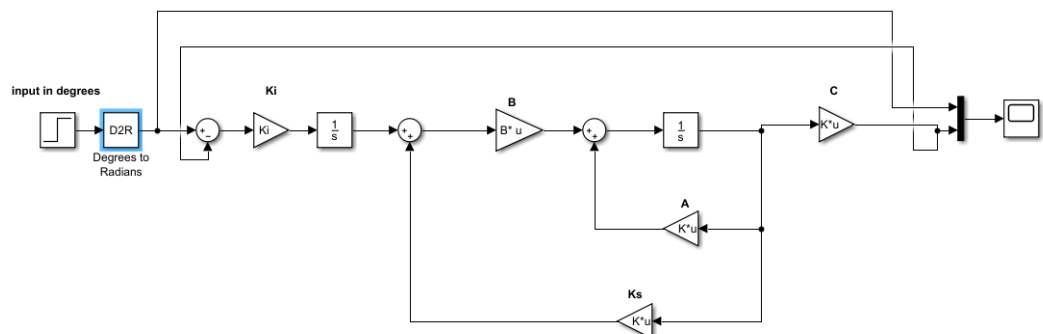 input in degrees
D2R
Degrees to
Radians
+
−
Ki
Ki
1
s
+
+
B
B* u
+
+
1
s
C
K*u
A
K*u
Ks
K*u